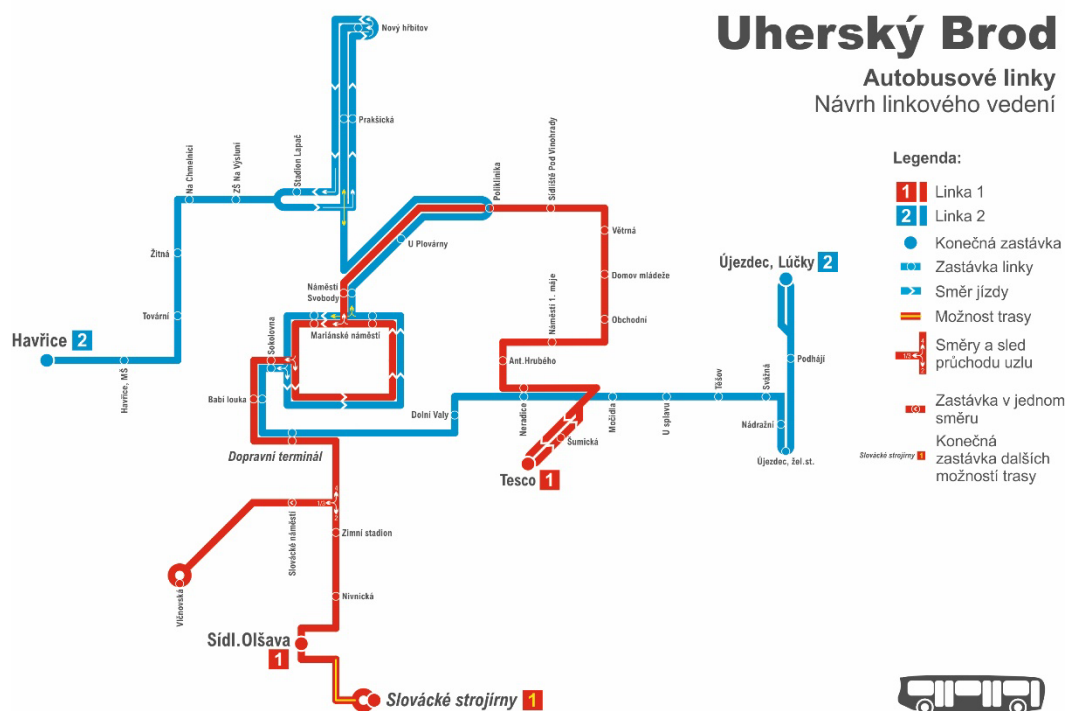 Uherský Brod
Autobusové linky
Návrh linkového vedení
Legenda:
1 Linka 1
2 Linka 2
Konečná zastávka
Zastávka linky
Směr jízdy
Možnost trasy
Směry a sled
průchodu uzlu
Zastávka v jednom
směru
Slovácké strojírny 1
Konečná
zastávka dalších
možností trasy
Nový hřbitov
Prakšická
Stadion Lapač
ZŠ Na Výsluní
Na Chmelnici
Žitná
Tovární
Havřice 2
Havřice, MŠ
Poliklinika
Sídliště Pod Vinohrady
U Plovárny
Větrná
Domov mládeže
Obchodní
Náměstí 1. máje
Ant.Hrubého
Náměstí
Svobody
Mariánské náměstí
Sokolovna
Babí louka
Dopravní terminál
Dolní Valy
Neradice
Šumická
Tesco 1
Močidla
U splavu
Těšov
Svážná
Nádražní
Podhájí
Újezdec, Lúčky 2
Újezdec, žel.st.
Slovácké náměstí
Vlčnovská
Zimní stadion
Nivnická
Sídl.Olšava
1
Slovácké strojírny 1